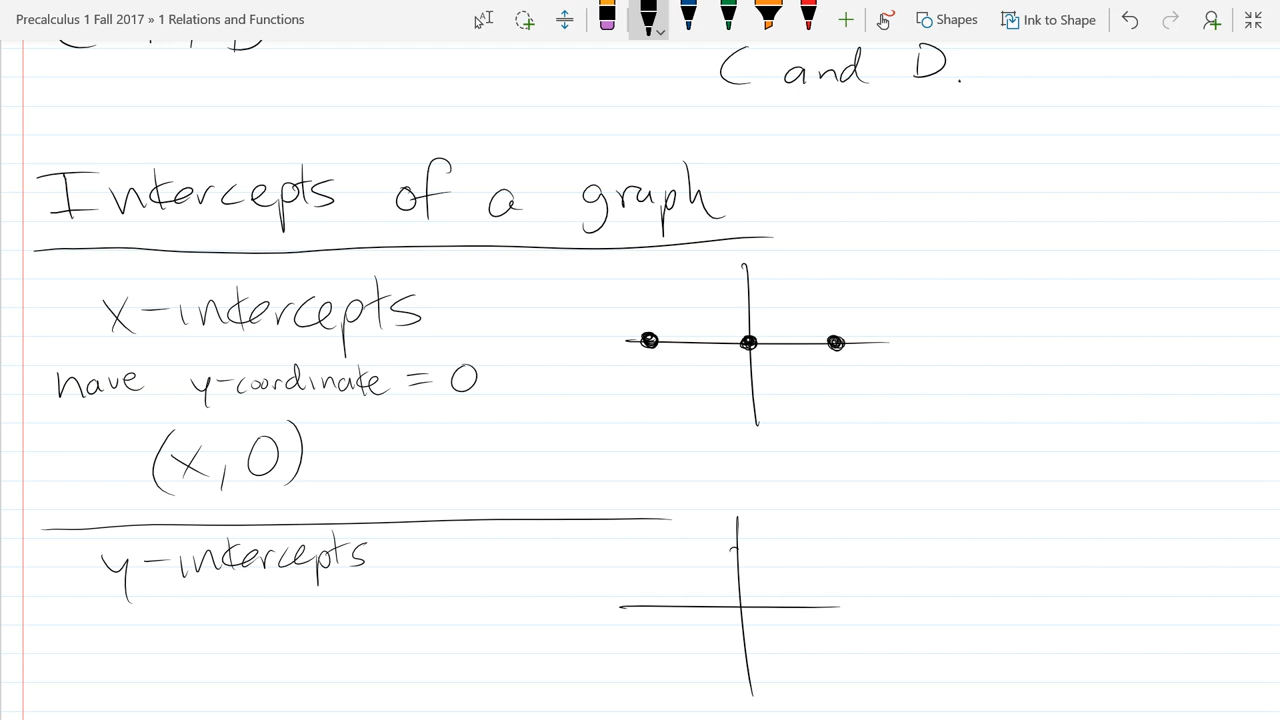 Precalculus 1 Fall 2017 » 1 Relations and Functions
Shapes
Ink to Shape
C and D.
Intercepts of a graph
x-intercepts
have y-coordinate = 0
(x, 0)
y-intercepts